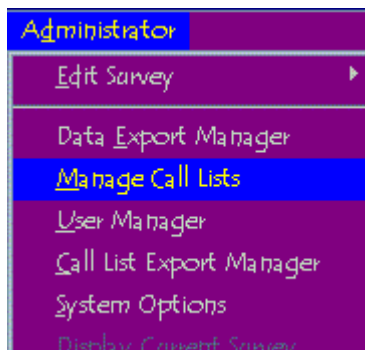 Administrator
Edit Survey
Data Export Manager
Manage Call Lists
User Manager
Call List Export Manager
System Options
Display Current Survey